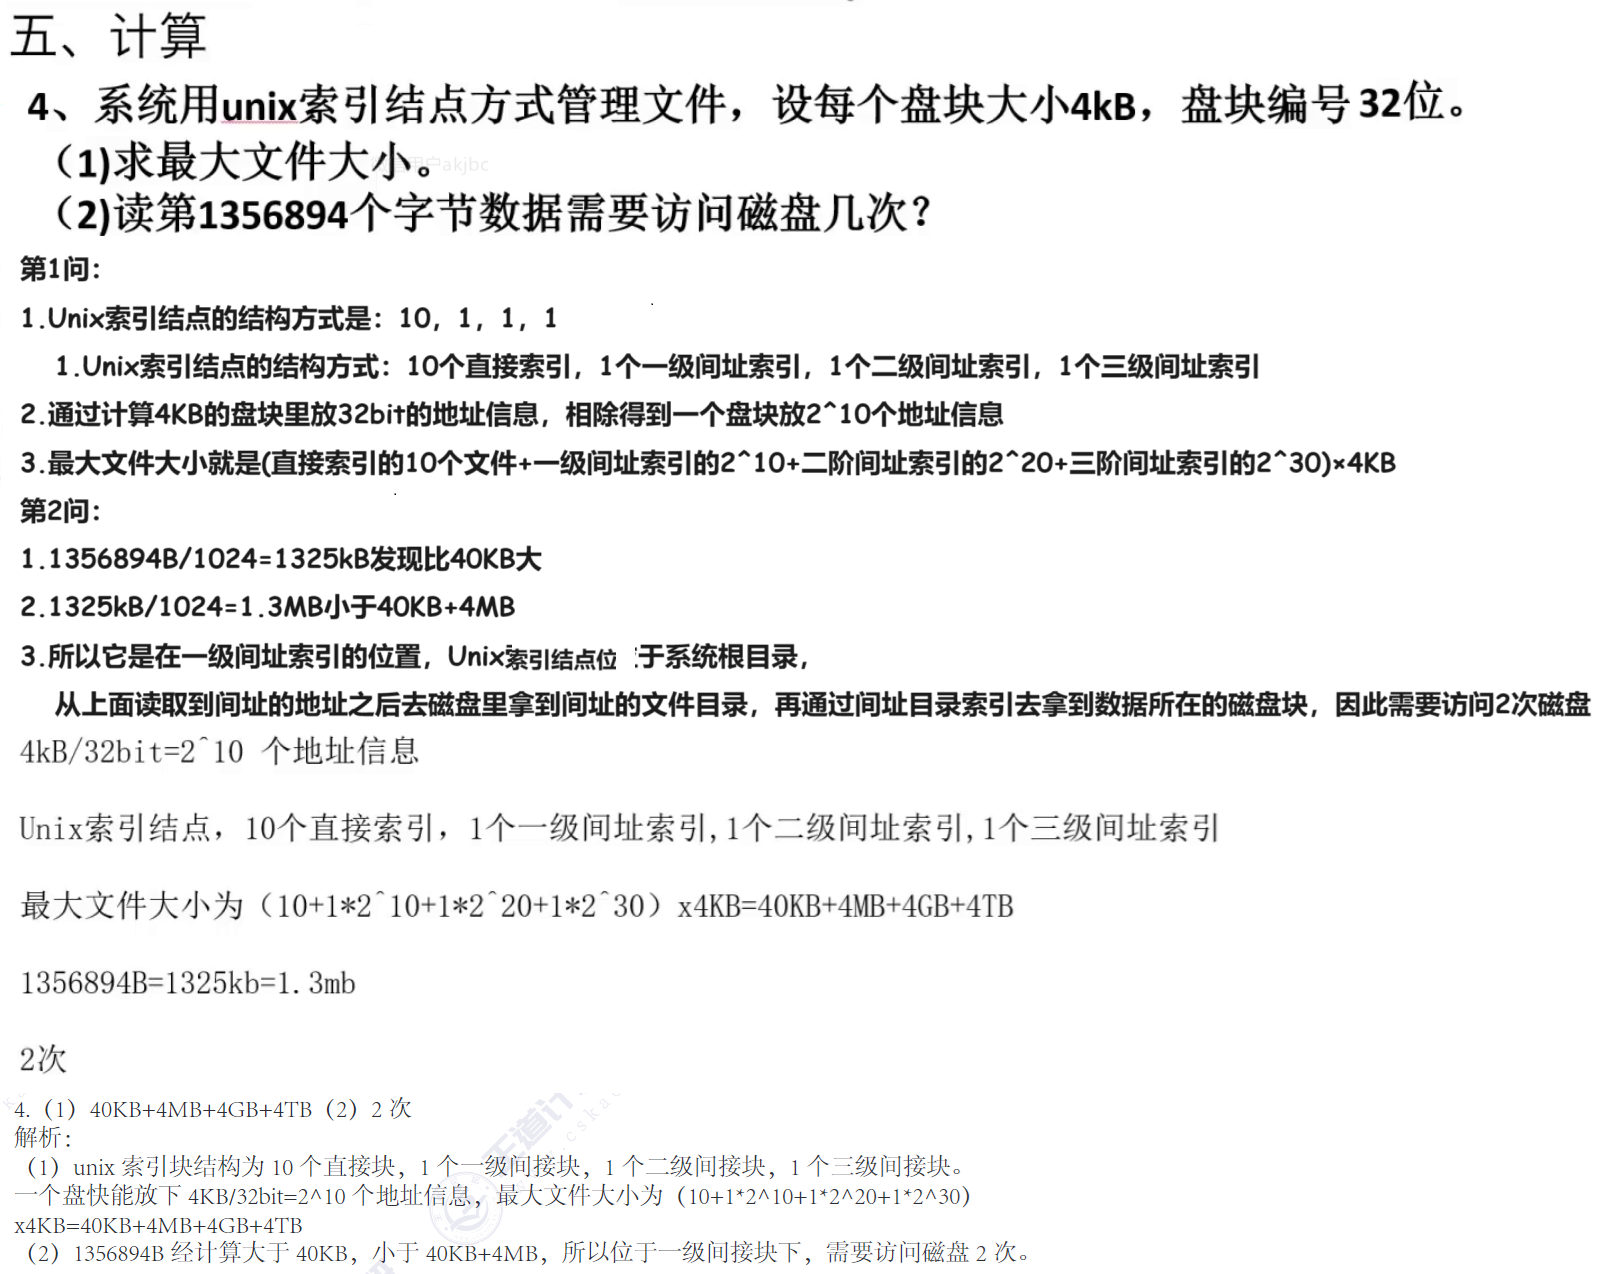 五、计算
4、系统用unix索引结点方式管理文件，设每个盘块大小4kB，盘块编号32位。
（1)求最大文件大小。
（2)读第1356894个字节数据需要访问磁盘几次？
第1问：
1.Unix索引结点的结构方式是：10，1，1，1
1.Unix索引结点的结构方式：10个直接索引，1个一级间址索引，1个二级间址索引，1个三级间址索引
2.通过计算4KB的盘块里放32bit的地址信息，相除得到一个盘块放2^10个地址信息
3.最大文件大小就是(直接索引的10个文件+一级间址索引的2^10+二阶间址索引的2^20+三阶间址索引的2^30)×4KB
第2问：
1.1356894B/1024=1325kB发现比40KB大
2.1325kB/1024=1.3MB小于40KB+4MB
3.所以它是在一级间址索引的位置，Unix索引结点位于系统根目录，
从上面读取到间址的地址之后去磁盘里拿到间址的文件目录，再通过间址目录索引去拿到数据所在的磁盘块，因此需要访问2次磁盘
4kB/32bit=2^10 个地址信息
Unix索引结点，10个直接索引，1个一级间址索引,1个二级间址索引,1个三级间址索引
最大文件大小为（10+1*2^10+1*2^20+1*2^30）x4KB=40KB+4MB+4GB+4TB
1356894B=1325kb=1.3mb
2次
4.（1）40KB+4MB+4GB+4TB（2）2 次
解析：
（1）unix 索引块结构为 10 个直接块，1 个一级间接块，1 个二级间接块，1 个三级间接块。
一个盘快能放下 4KB/32bit=2^10 个地址信息，最大文件大小为（10+1*2^10+1*2^20+1*2^30）
x4KB=40KB+4MB+4GB+4TB
（2）1356894B 经计算大于 40KB，小于 40KB+4MB，所以位于一级间接块下，需要访问磁盘 2 次。